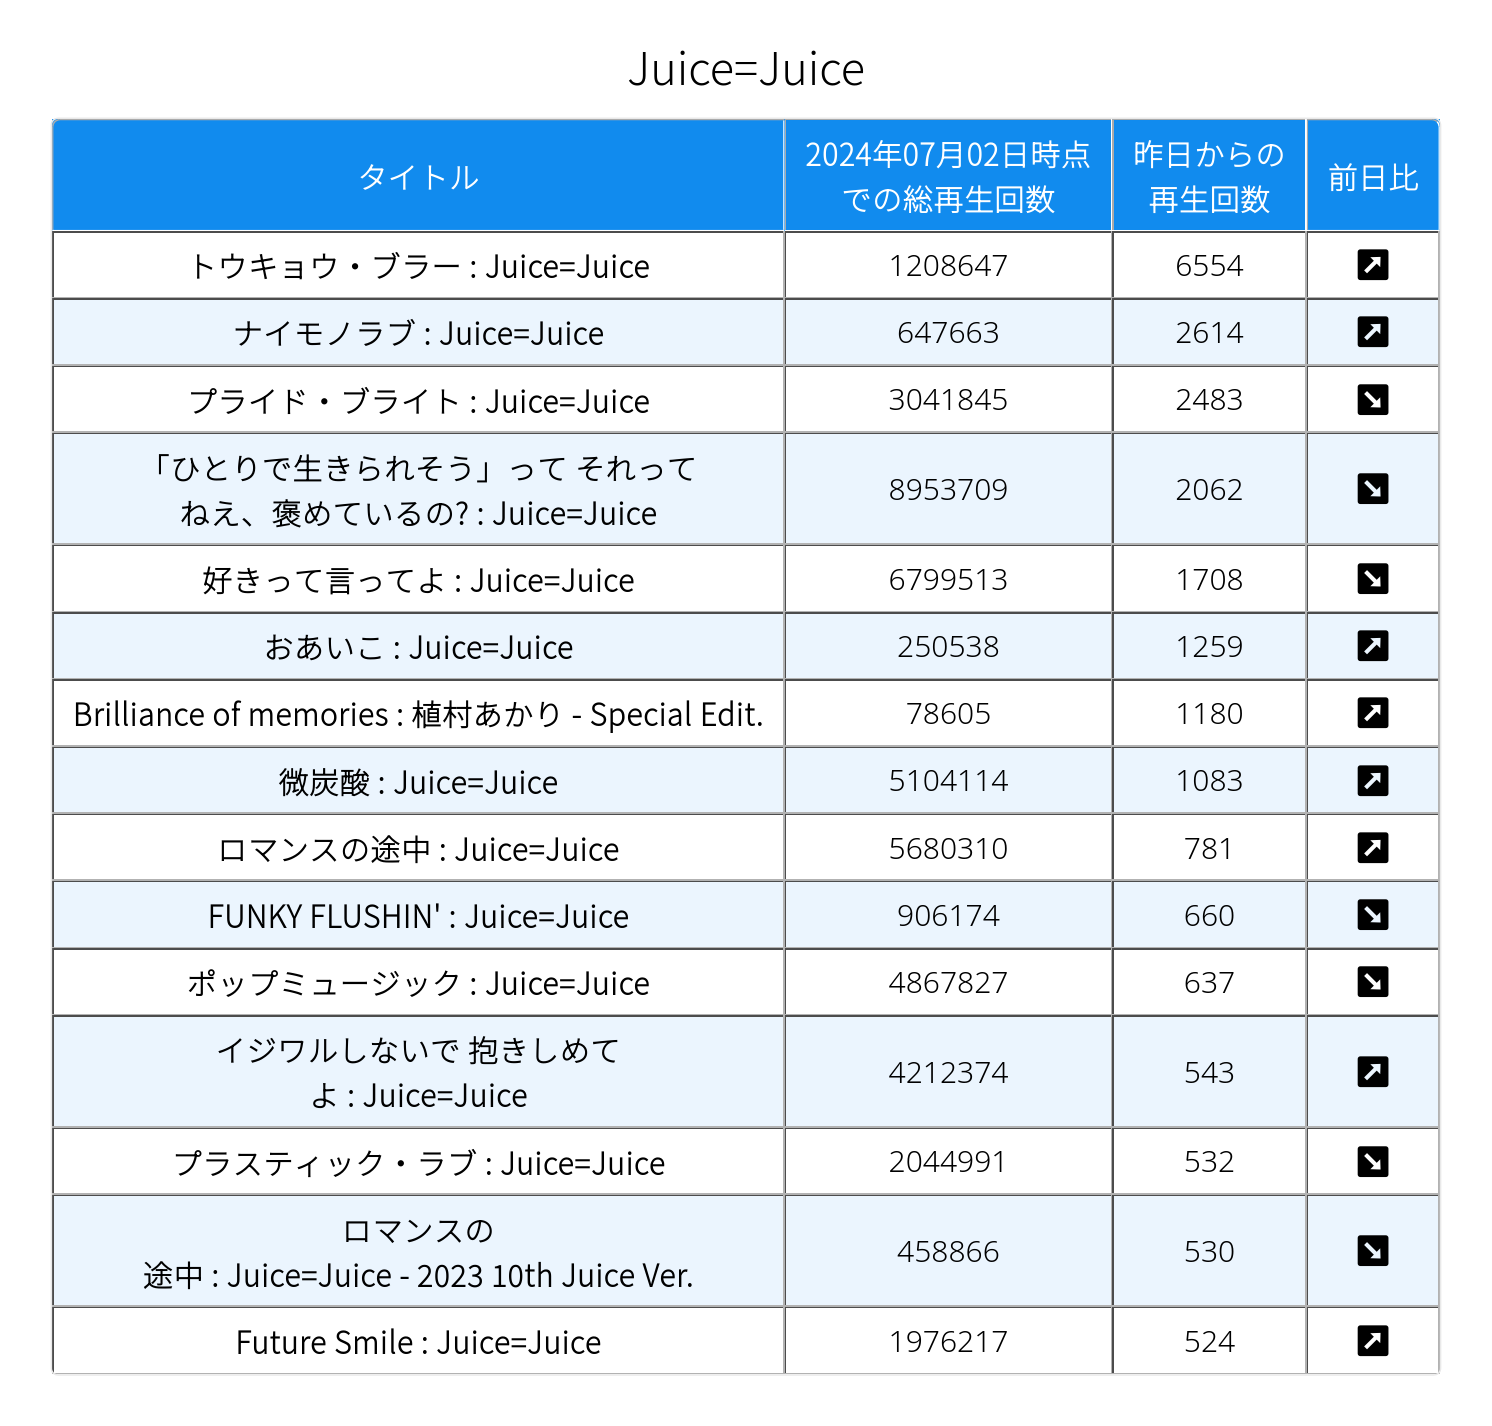 Juice=Juice
タイトル
2024年07月02日時点
での総再生回数
昨日からの
再生回数
前日比
トウキョウ・ブラー : Juice=Juice 1208647 6554 ↗
ナイモノラブ : Juice=Juice 647663 2614 ↗
プライド・ブライト : Juice=Juice 3041845 2483 ↘
「ひとりで生きられそう」って それって
ねえ、褒めているの? : Juice=Juice 8953709 2062 ↘
好きって言ってよ : Juice=Juice 6799513 1708 ↘
おあいこ : Juice=Juice 250538 1259 ↗
Brilliance of memories : 植村あかり - Special Edit. 78605 1180 ↗
微炭酸 : Juice=Juice 5104114 1083 ↗
ロマンスの途中 : Juice=Juice 5680310 781 ↗
FUNKY FLUSHIN' : Juice=Juice 906174 660 ↘
ポップミュージック : Juice=Juice 4867827 637 ↘
イジワルしないで 抱きしめて
よ : Juice=Juice 4212374 543 ↗
プラスティック・ラブ : Juice=Juice 2044991 532 ↘
ロマンスの
途中 : Juice=Juice - 2023 10th Juice Ver. 458866 530 ↘
Future Smile : Juice=Juice 1976217 524 ↗